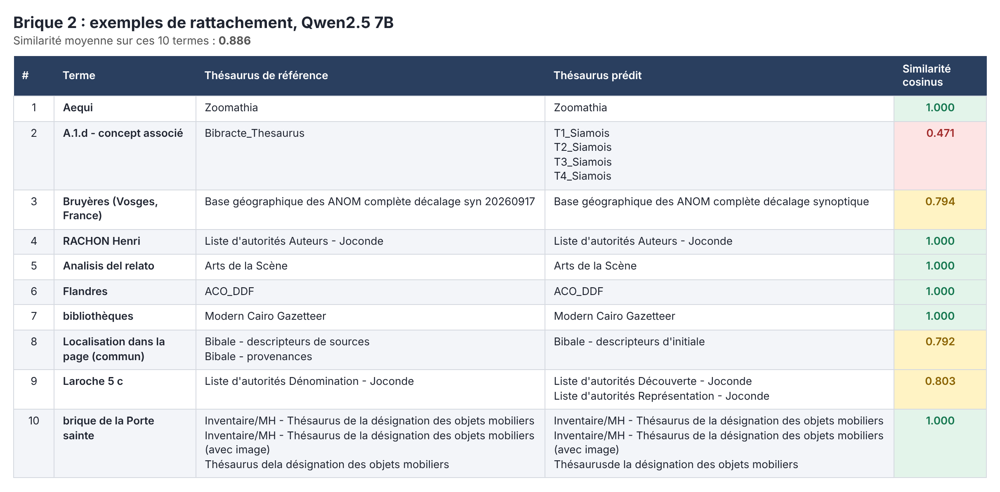 Brique 2 : exemples de rattachement, Qwen2.5 7B
Similarité moyenne sur ces 10 termes : 0.886
# Terme Thésaurus de référence Thésaurus prédit Similarité cosinus
1 Aequi Zoomathia Zoomathia 1.000
2 A.1.d - concept associé Bibracte_Thesaurus T1_Siamois 0.471
T2_Siamois
T3_Siamois
T4_Siamois
3 Bruyères (Vosges, Base géographique des ANOM complète décalage syn 20260917 Base géographique des ANOM complète décalage synoptique 0.794
France)
4 RACHON Henri Liste d'autorités Auteurs - Joconde Liste d'autorités Auteurs - Joconde 1.000
5 Analisis del relato Arts de la Scène Arts de la Scène 1.000
6 Flandres ACO_DDF ACO_DDF 1.000
7 bibliothèques Modern Cairo Gazetteer Modern Cairo Gazetteer 1.000
8 Localisation dans la Bibale - descripteurs de sources Bibale - descripteurs d'initiale 0.792
page (commun) Bibale - provenances
9 Laroche 5 c Liste d'autorités Dénomination - Joconde Liste d'autorités Découverte - Joconde 0.803
Liste d'autorités Représentation - Joconde
10 brique de la Porte Inventaire/MH - Thésaurus de la désignation des objets mobiliers Inventaire/MH - Thésaurus de la désignation des objets mobiliers 1.000
sainte Inventaire/MH - Thésaurus de la désignation des objets mobiliers Inventaire/MH - Thésaurus de la désignation des objets mobiliers
(avec image) (avec image)
Thésaurus dela désignation des objets mobiliers Thésaurusde la désignation des objets mobiliers